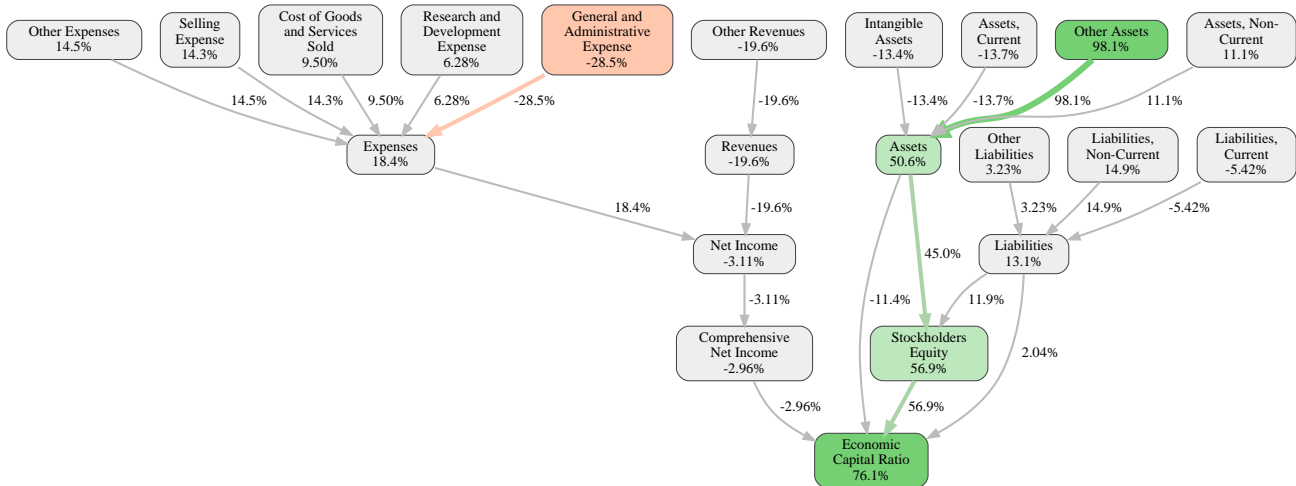 Other Expenses
14.5%
Selling
Expense
14.3%
Cost of Goods
and Services
Sold
9.50%
Research and
Development
Expense
6.28%
General and
Administrative
Expense
-28.5%
Other Revenues
-19.6%
Intangible
Assets
-13.4%
Assets,
Current
-13.7%
Other Assets
98.1%
Assets, Non-
Current
11.1%
14.5%
14.3%
9.50%
6.28%
-28.5%
-19.6%
-13.4%
-13.7%
98.1%
11.1%
Expenses
18.4%
Revenues
-19.6%
Assets
50.6%
Other
Liabilities
3.23%
Liabilities,
Non-Current
14.9%
Liabilities,
Current
-5.42%
18.4%
-19.6%
3.23%
14.9%
-5.42%
Net Income
-3.11%
45.0%
Liabilities
13.1%
-3.11%
-11.4%
11.9%
Comprehensive
Net Income
-2.96%
Stockholders
Equity
56.9%
2.04%
-2.96%
56.9%
Economic
Capital Ratio
76.1%